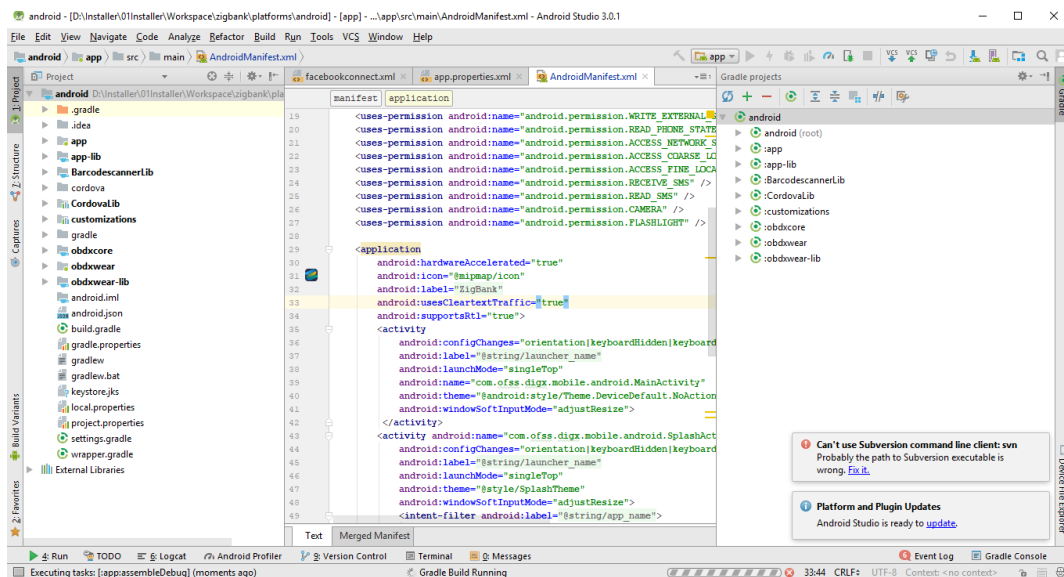 android - [D:\Installer\01Installer\Workspace\zigbank\platforms\android] - [app] - ...\app\src\main\AndroidManifest.xml - Android Studio 3.0.1
File Edit View Navigate Code Analyze Refactor Build Run Tools VCS Window Help
android app src main AndroidManifest.xml
app
VCS VCS
Project
facebookconnect.xml app.properties.xml AndroidManifest.xml
Gradle projects
1: Project
7: Structure
Captures
Build Variants
2: Favorites
android D:\Installer\01Installer\Workspace\zigbank\pla
.gradle
.idea
app
app-lib
BarcodescannerLib
cordova
CordovaLib
customizations
gradle
obdxcore
obdxwear
obdxwear-lib
android.iml
android.json
build.gradle
gradle.properties
gradlew
gradlew.bat
keystore.jks
local.properties
project.properties
settings.gradle
wrapper.gradle
External Libraries
manifest application
19 <uses-permission android:name="android.permission.WRITE_EXTERNAL_S
20 <uses-permission android:name="android.permission.READ_PHONE_STATE
21 <uses-permission android:name="android.permission.ACCESS_NETWORK_S
22 <uses-permission android:name="android.permission.ACCESS_COARSE_LO
23 <uses-permission android:name="android.permission.ACCESS_FINE_LOCA
24 <uses-permission android:name="android.permission.RECEIVE_SMS" />
25 <uses-permission android:name="android.permission.READ_SMS" />
26 <uses-permission android:name="android.permission.CAMERA" />
27 <uses-permission android:name="android.permission.FLASHLIGHT" />
28
29 <application
30 android:hardwareAccelerated="true"
31 android:icon="@mipmap/icon"
32 android:label="ZigBank"
33 android:usesCleartextTraffic="true"
34 android:supportsRtl="true">
35 <activity
36 android:configChanges="orientation|keyboardHidden|keyboard
37 android:label="@string/launcher_name"
38 android:launchMode="singleTop"
39 android:name="com.ofss.digx.mobile.android.MainActivity"
40 android:theme="@android:style/Theme.DeviceDefault.NoAction
41 android:windowSoftInputMode="adjustResize">
42 </activity>
43 <activity android:name="com.ofss.digx.mobile.android.SplashAct
44 android:configChanges="orientation|keyboardHidden|keyboard
45 android:label="@string/launcher_name"
46 android:launchMode="singleTop"
47 android:theme="@style/SplashTheme"
48 android:windowSoftInputMode="adjustResize">
49 <intent-filter android:label="@string/app_name">
Text Merged Manifest
android
android (root)
:app
:app-lib
:BarcodescannerLib
:CordovaLib
:customizations
:obdxcore
:obdxwear
:obdxwear-lib
Gradle
Device File Explorer
Can't use Subversion command line client: svn
Probably the path to Subversion executable is
wrong. Fix it.
Platform and Plugin Updates
Android Studio is ready to update.
4: Run TODO 6: Logcat Android Profiler 9: Version Control Terminal 0: Messages Event Log Gradle Console
Executing tasks: [:app:assembleDebug] (moments ago) Gradle Build Running 33:44 CRLF÷ UTF-8 Context: <no context>